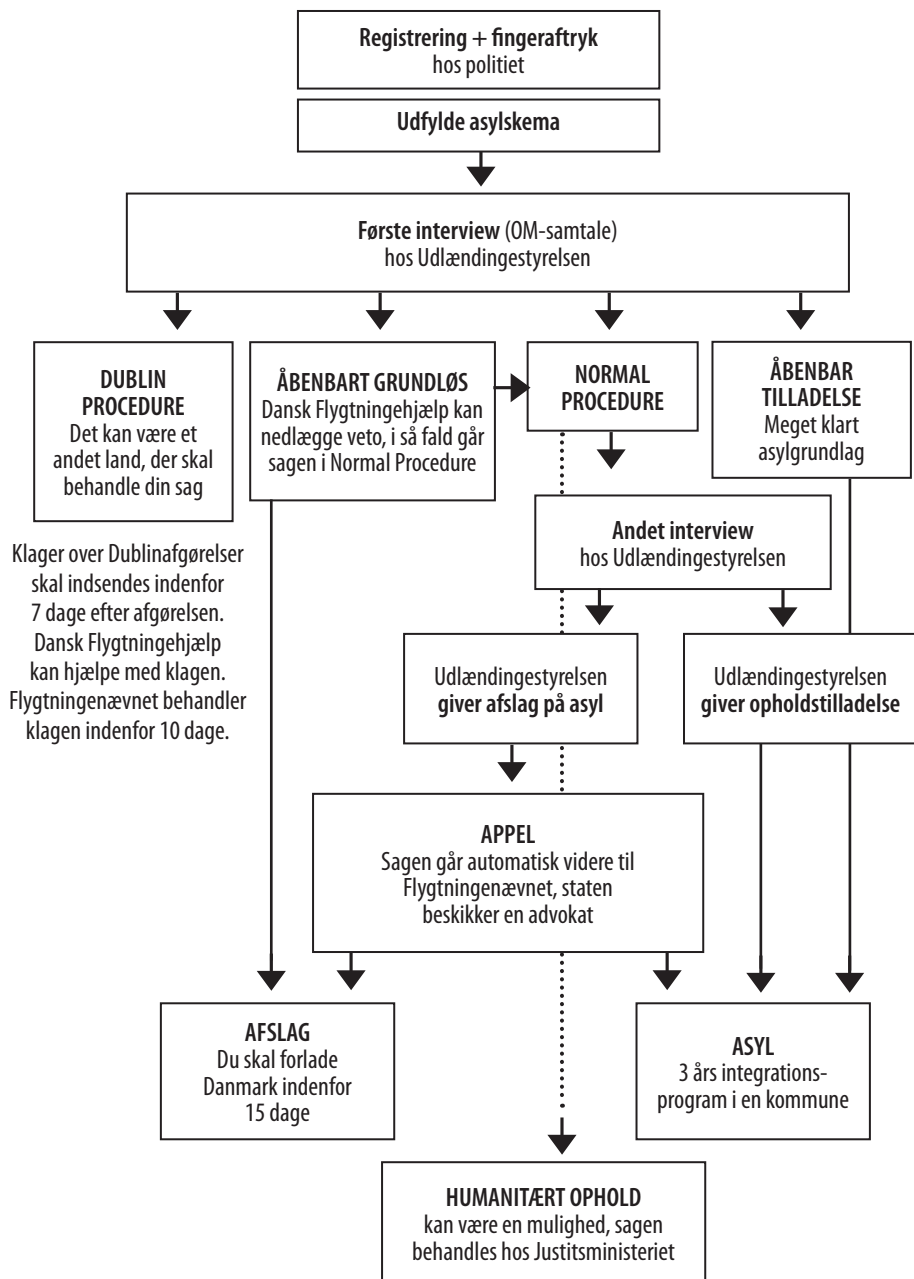 Registrering + fingeraftryk
hos politiet
Udfylde asylskema
Første interview (OM-samtale)
hos Udlændingestyrelsen
DUBLIN
PROCEDURE
Det kan være et
andet land, der skal
behandle din sag
ÅBENBART GRUNDLØS
Dansk Flygtningehjælp kan
nedlægge veto, i så fald går
sagen i Normal Procedure
NORMAL
PROCEDURE
ÅBENBAR
TILLADELSE
Meget klart
asylgrundlag
Klager over Dublinafgørelser
skal indsendes indenfor
7 dage efter afgørelsen.
Dansk Flygtningehjælp
kan hjælpe med klagen.
Flygtningenævnet behandler
klagen indenfor 10 dage.
Andet interview
hos Udlændingestyrelsen
Udlændingestyrelsen
giver afslag på asyl
Udlændingestyrelsen
giver opholdstilladelse
APPEL
Sagen går automatisk videre til
Flygtningenævnet, staten
beskikker en advokat
AFSLAG
Du skal forlade
Danmark indenfor
15 dage
ASYL
3 års integrations-
program i en kommune
HUMANITÆRT OPHOLD
kan være en mulighed, sagen
behandles hos Justitsministeriet